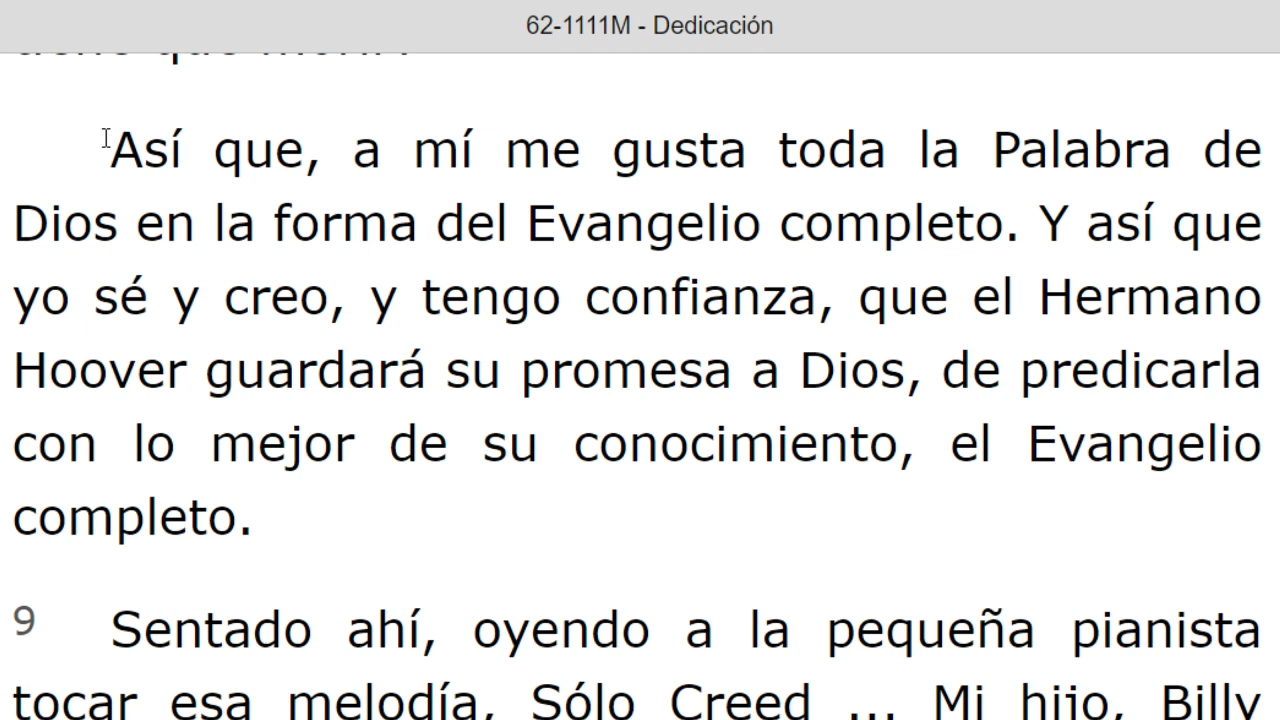 62-1111M - Dedicación
Así que, a mí me gusta toda la Palabra de
Dios en la forma del Evangelio completo. Y así que
yo sé y creo, y tengo confianza, que el Hermano
Hoover guardará su promesa a Dios, de predicarla
con lo mejor de su conocimiento, el Evangelio
completo.
9 Sentado ahí, oyendo a la pequeña pianista
tocar esa melodía, Sólo Creed ... Mi hijo, Billy